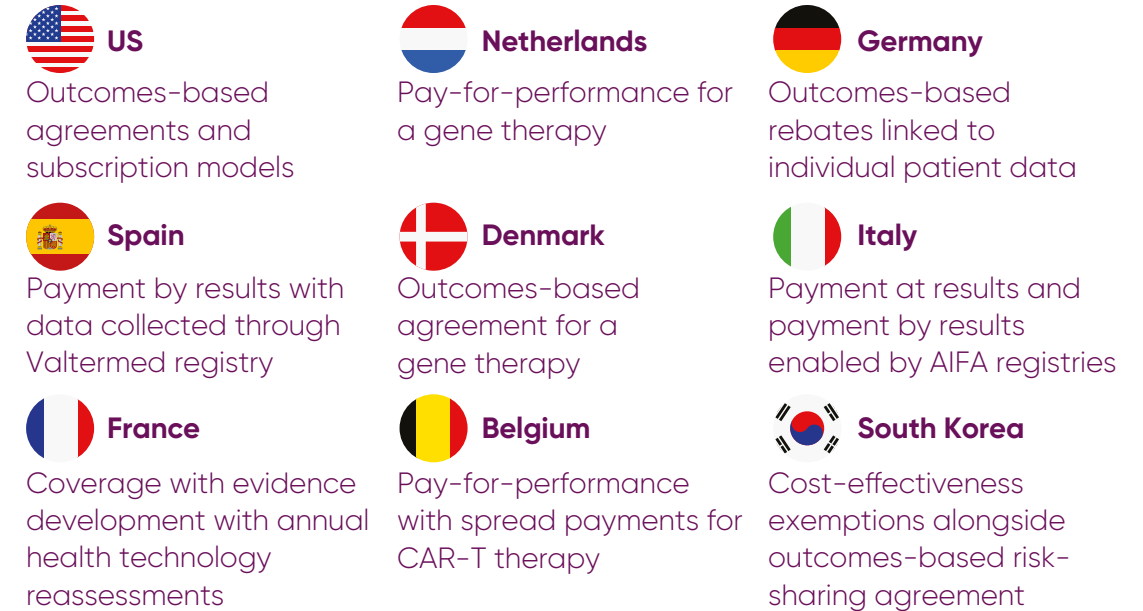 US
Outcomes-based
agreements and
subscription models
Netherlands
Pay-for-performance for
a gene therapy
Germany
Outcomes-based
rebates linked to
individual patient data
Spain
Payment by results with
data collected through
Valtermed registry
Denmark
Outcomes-based
agreement for a
gene therapy
Italy
Payment at results and
payment by results
enabled by AIFA registries
France
Coverage with evidence
development with annual
health technology
reassessments
Belgium
Pay-for-performance
with spread payments for
CAR-T therapy
South Korea
Cost-effectiveness
exemptions alongside
outcomes-based risk-
sharing agreement